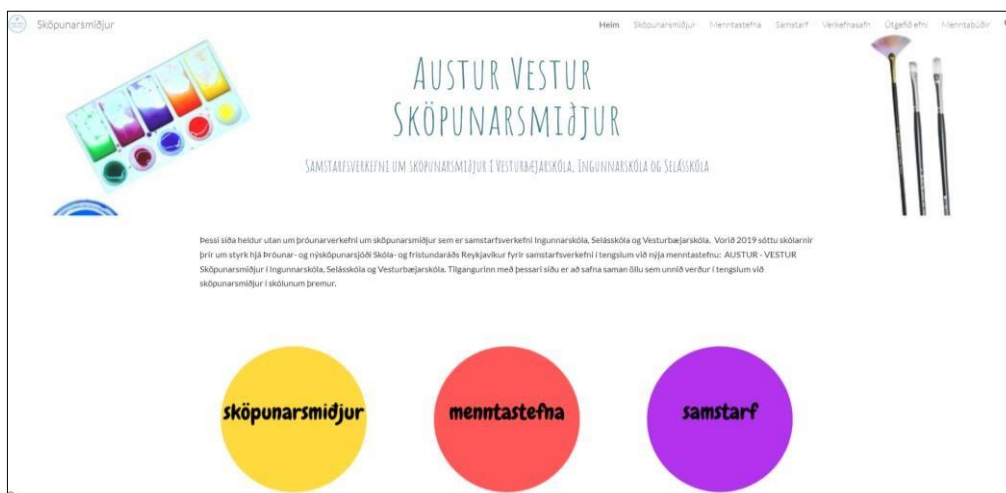 Sköpunarsmiðjur
Heim Sköpunarsmiðjur Menntastefna Samstarf Verkefnasafn Útgefið efni Menntabúðir
AUSTUR VESTUR
SKÖPUNARSMIÐJUR
SAMSTARFSVERKEFNI UM SKÖPUNARSMIÐJUR Í VESTURBÆJARSKÓLA, INGUNNARSKÓLA OG SELÁSSKÓLA
Þessi síða heldur utan um þróunarverkefni um sköpunarsmiðjur sem er samstarfsverkefni Ingunnarskóla, Selásskóla og Vesturbæjarskóla. Vorið 2019 sóttu skólarnir
þrír um styrk hjá Þróunar- og nýsköpunarsjóði Skóla- og frístundaráðs Reykjavíkur fyrir samstarfsverkefni í tengslum við nýja menntastefnu: AUSTUR - VESTUR
Sköpunarsmiðjur í Ingunnarskóla, Selásskóla og Vesturbæjarskóla. Tilgangurinn með þessari síðu er að safna saman öllu sem unnið verður í tengslum við
sköpunarsmiðjur í skólunum þremur.
sköpunarsmiðjur menntastefna samstarf